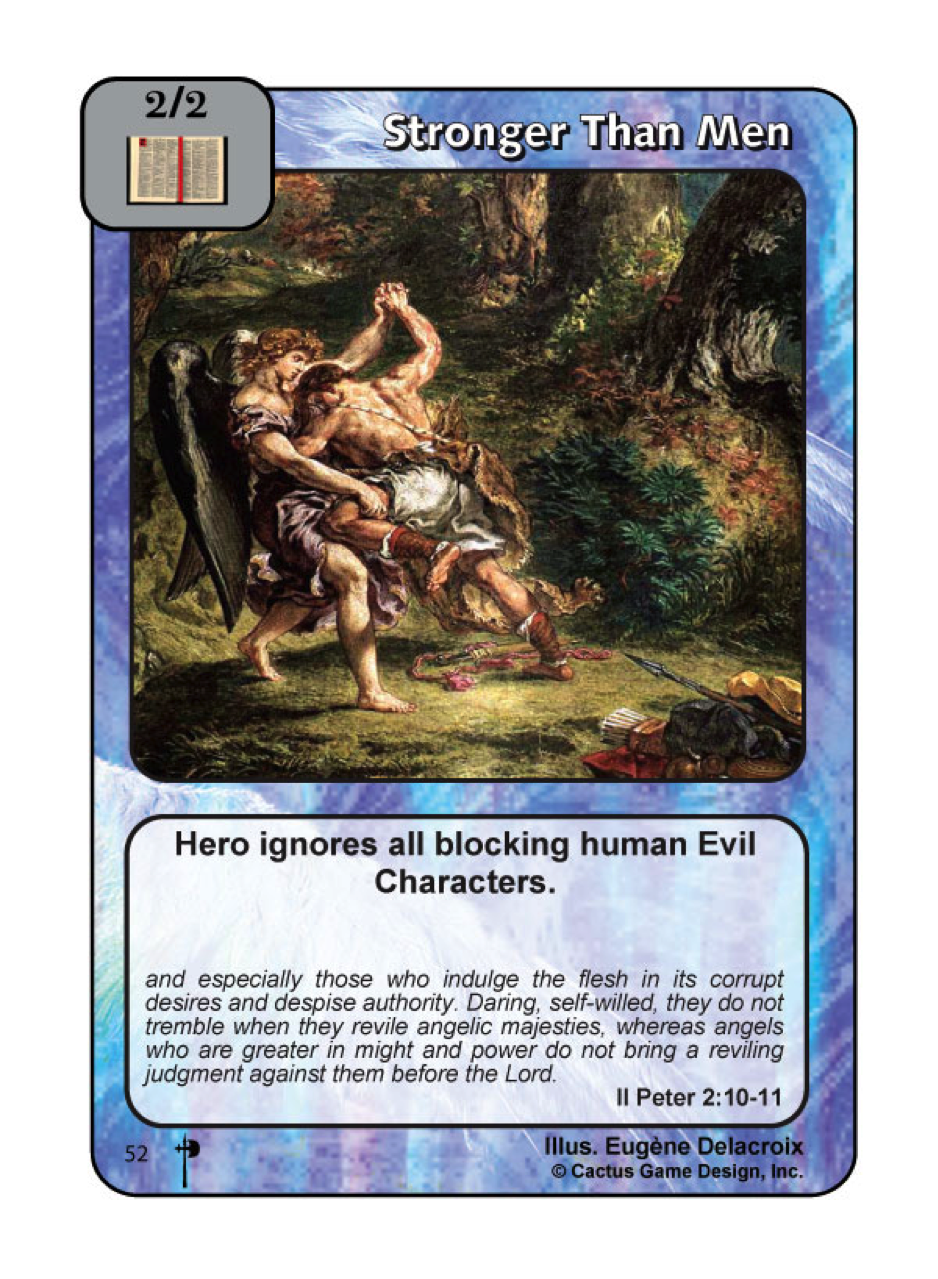 2/2
Stronger Than Men
Hero ignores all blocking human Evil
Characters.
and especially those who indulge the flesh in its corrupt
desires and despise authority. Daring, self-willed, they do not
tremble when they revile angelic majesties, whereas angels
who are greater in might and power do not bring a reviling
judgment against them before the Lord.
II Peter 2:10-11
52
Illus. Eugène Delacroix
© Cactus Game Design, Inc.